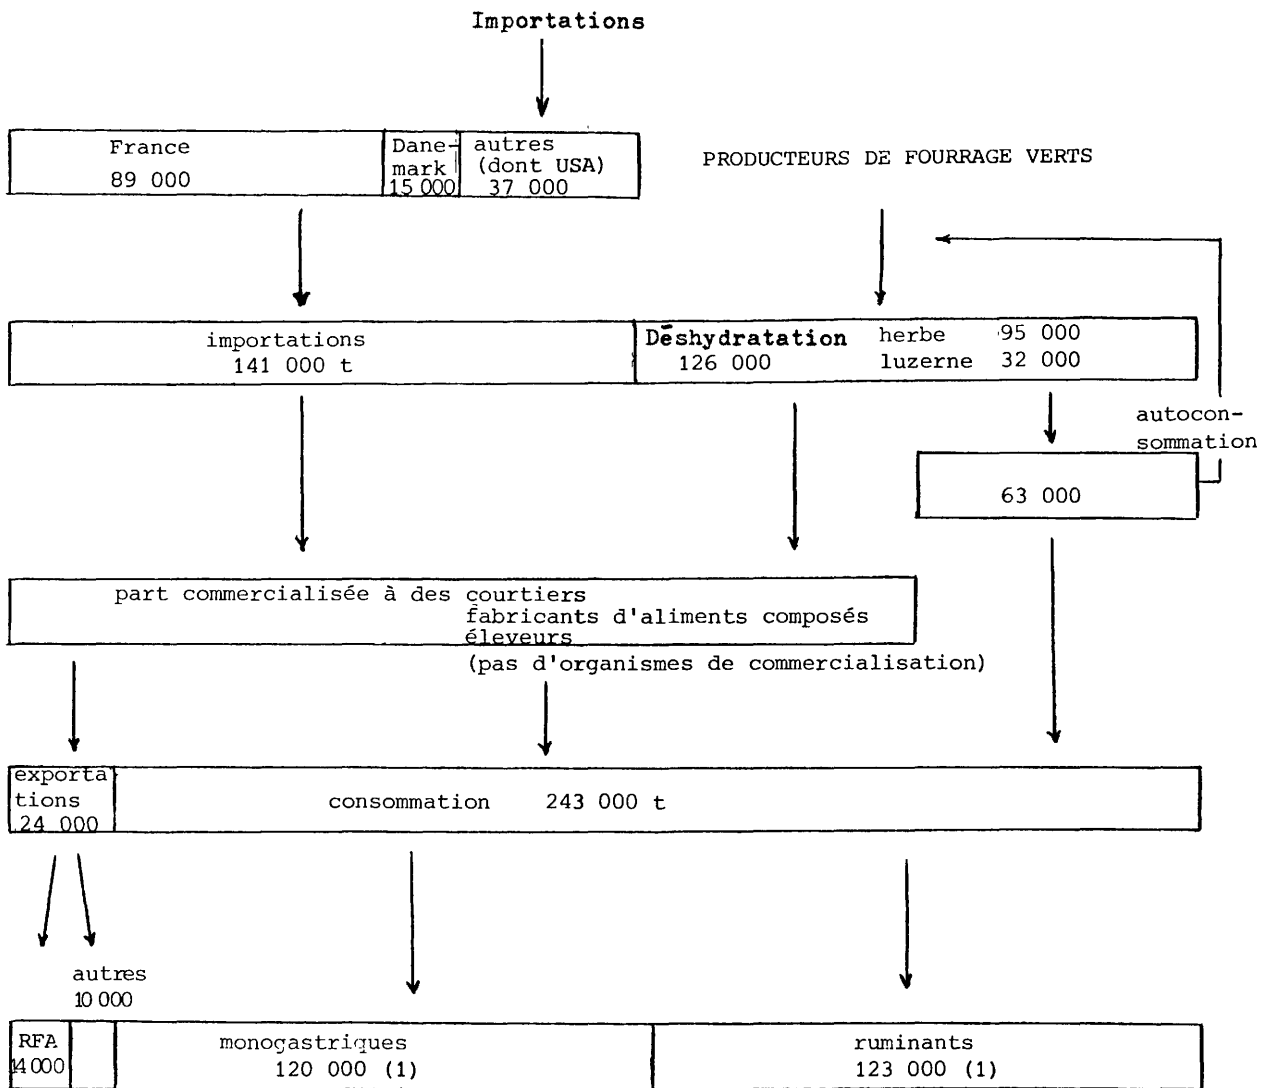 Importations
France
89 000
Dane-
mark
15 000
autres
(dont USA)
37 000
PRODUCTEURS DE FOURRAGE VERTS
importations
141 000 t
Déshydratation
126 000
herbe 95 000
luzerne 32 000
autocon-
sommation
63 000
part commercialisée à des courtiers
fabricants d'aliments composés
éleveurs
(pas d'organismes de commercialisation)
exporta
tions
24 000
consommation 243 000 t
autres
10 000
RFA
14000
monogastriques
120 000 (1)
ruminants
123 000 (1)